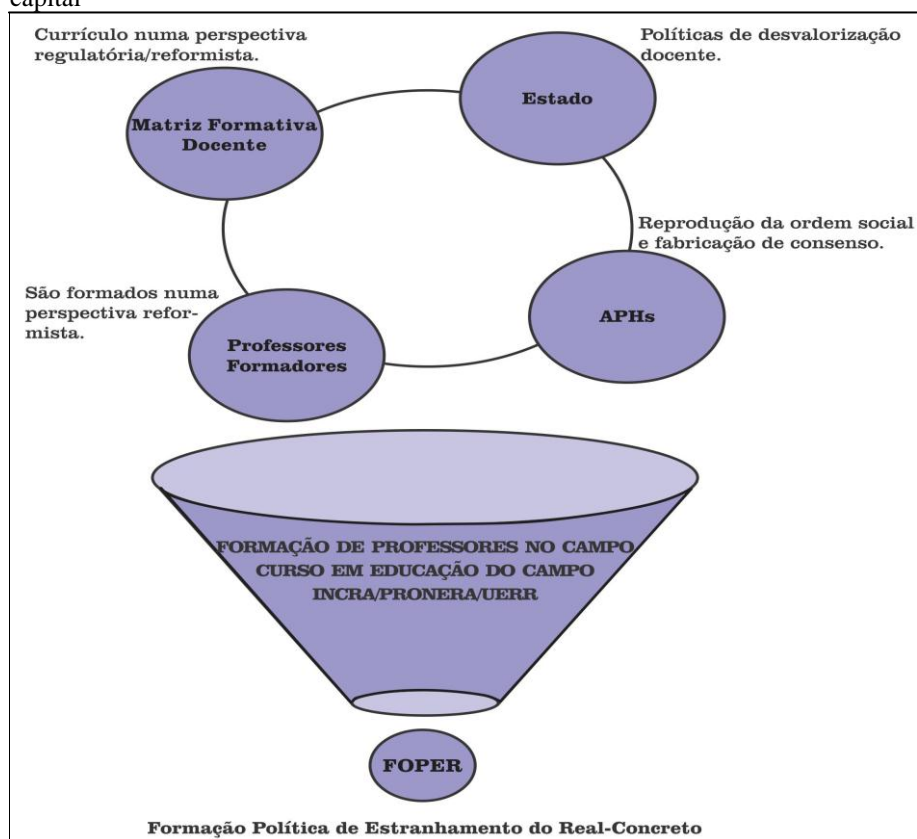 capital
Currículo numa perspectiva
regulatória/reformista.
Políticas de desvalorização
docente.
Estado
Matriz Formativa
Docente
Reprodução da ordem social
e fabricação de consenso.
São formados numa
perspectiva refor-
mista.
APHs
Professores
Formadores
FORMAÇÃO DE PROFESSORES NO CAMPO
CURSO EM EDUCAÇÃO DO CAMPO
INCRA/PRONERA/UERR
FOPER
Formação Política de Estranhamento do Real-Concreto